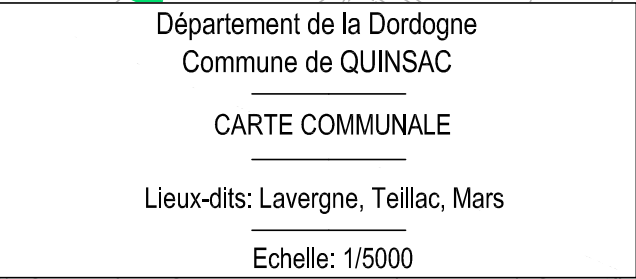 Département de la Dordogne
Commune de QUINSAC
CARTE COMMUNALE
Lieux-dits: Lavergne, Teillac, Mars
Echelle: 1/5000